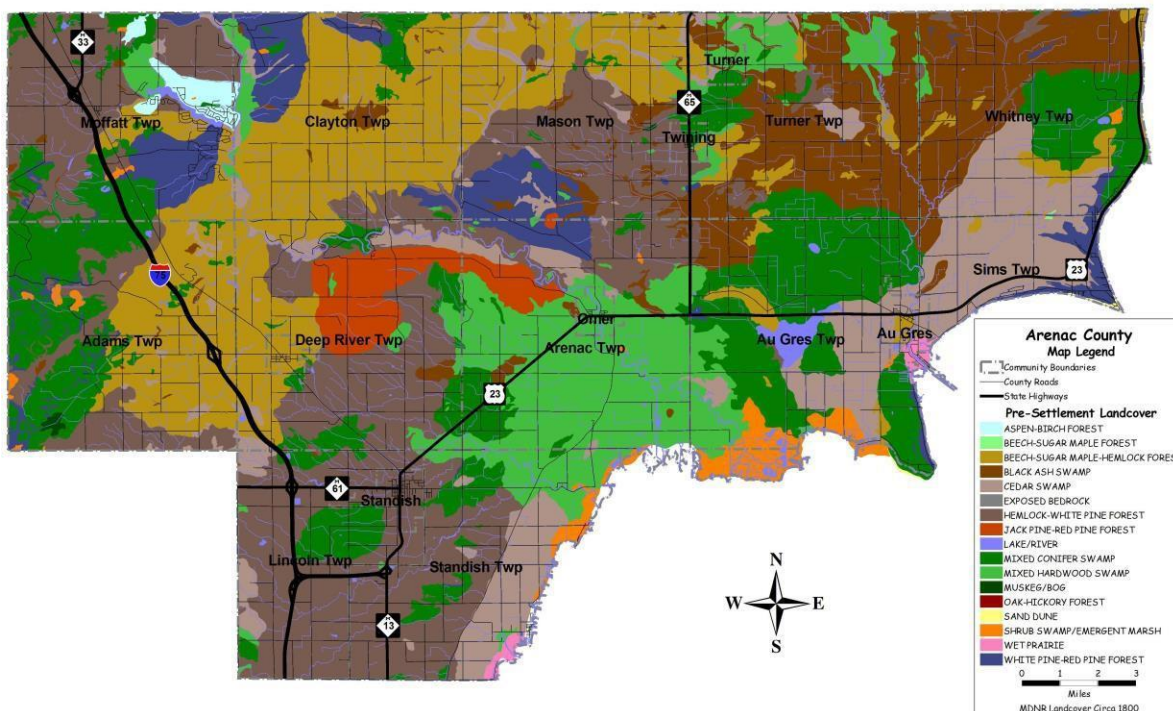 M
33
Turner
M
65
Moffatt Twp
Clayton Twp
Mason Twp
Turner Twp
Whitney Twp
Twining
75
Sims Twp
23
Adams Twp
Deep River Twp
Omer
Arenac Twp
Au Gres Twp
Au Gres
23
M
61
Standish
Lincoln Twp
Standish Twp
M
13
N
W E
S
Arenac County
Map Legend
Community Boundaries
County Roads
State Highways
Pre-Settlement Landcover
ASPEN-BIRCH FOREST
BEECH-SUGAR MAPLE FOREST
BEECH-SUGAR MAPLE-HEMLOCK FORES
BLACK ASH SWAMP
CEDAR SWAMP
EXPOSED BEDROCK
HEMLOCK-WHITE PINE FOREST
JACK PINE-RED PINE FOREST
LAKE/RIVER
MIXED CONIFER SWAMP
MIXED HARDWOOD SWAMP
MUSKEG/BOG
OAK-HICKORY FOREST
SAND DUNE
SHRUB SWAMP/EMERGENT MARSH
WET PRAIRIE
WHITE PINE-RED PINE FOREST
0 1 2 3
Miles
MDNR Landcover Circa 1800